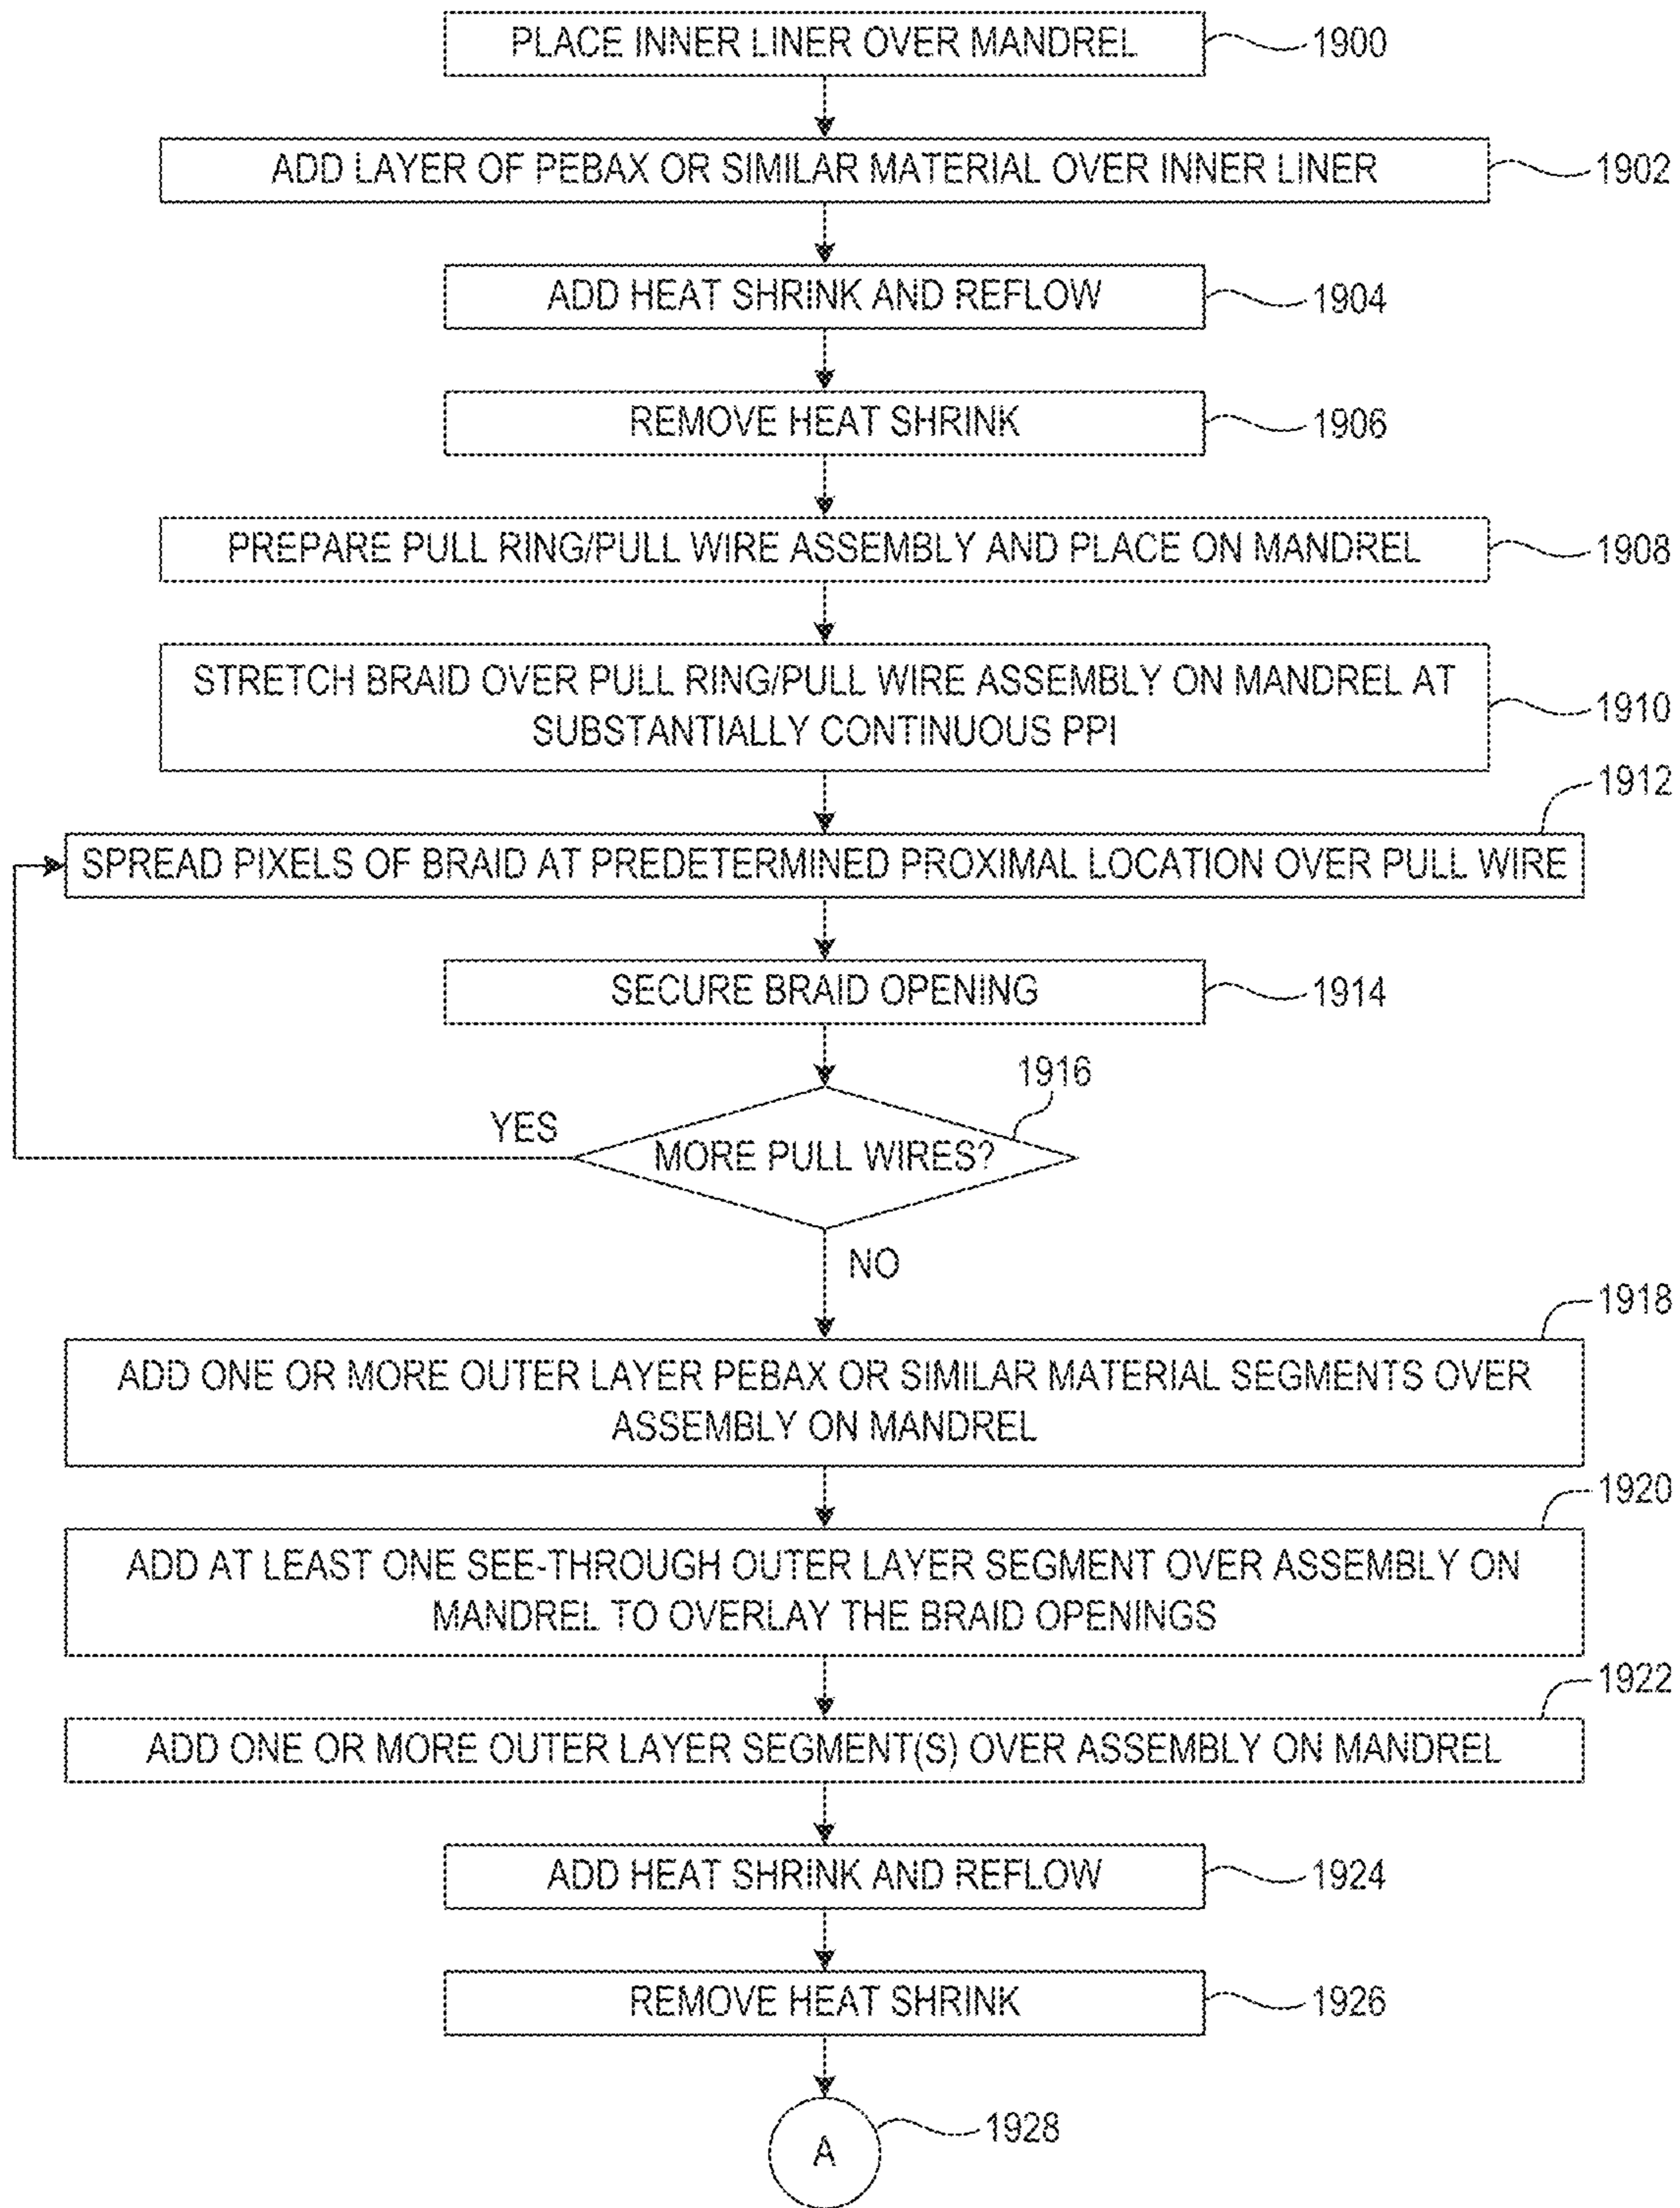 PLACE INNER LINER OVER MANDREL
1900
ADD LAYER OF PEBAX OR SIMILAR MATERIAL OVER INNER LINER
1902
ADD HEAT SHRINK AND REFLOW
1904
REMOVE HEAT SHRINK
1906
PREPARE PULL RING/PULL WIRE ASSEMBLY AND PLACE ON MANDREL
1908
STRETCH BRAID OVER PULL RING/PULL WIRE ASSEMBLY ON MANDREL AT
SUBSTANTIALLY CONTINUOUS PPI
1910
1912
SPREAD PIXELS OF BRAID AT PREDETERMINED PROXIMAL LOCATION OVER PULL WIRE
SECURE BRAID OPENING
1914
1916
YES
MORE PULL WIRES?
NO
1918
ADD ONE OR MORE OUTER LAYER PEBAX OR SIMILAR MATERIAL SEGMENTS OVER
ASSEMBLY ON MANDREL
1920
ADD AT LEAST ONE SEE-THROUGH OUTER LAYER SEGMENT OVER ASSEMBLY ON
MANDREL TO OVERLAY THE BRAID OPENINGS
1922
ADD ONE OR MORE OUTER LAYER SEGMENT(S) OVER ASSEMBLY ON MANDREL
ADD HEAT SHRINK AND REFLOW
1924
REMOVE HEAT SHRINK
1926
1928
A